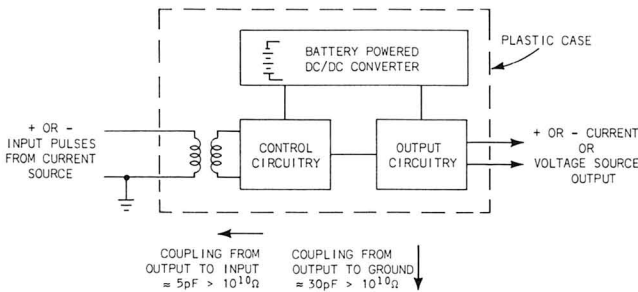 BATTERY POWERED
DC/DC CONVERTER
PLASTIC CASE
+ OR -
INPUT PULSES
FROM CURRENT
SOURCE
CONTROL
CIRCUITRY
OUTPUT
CIRCUITRY
+ OR - CURRENT
OR
VOLTAGE SOURCE
OUTPUT
COUPLING FROM
OUTPUT TO INPUT
≈ 5pF > 10¹⁰Ω
COUPLING FROM
OUTPUT TO GROUND
≈ 30pF > 10¹⁰Ω